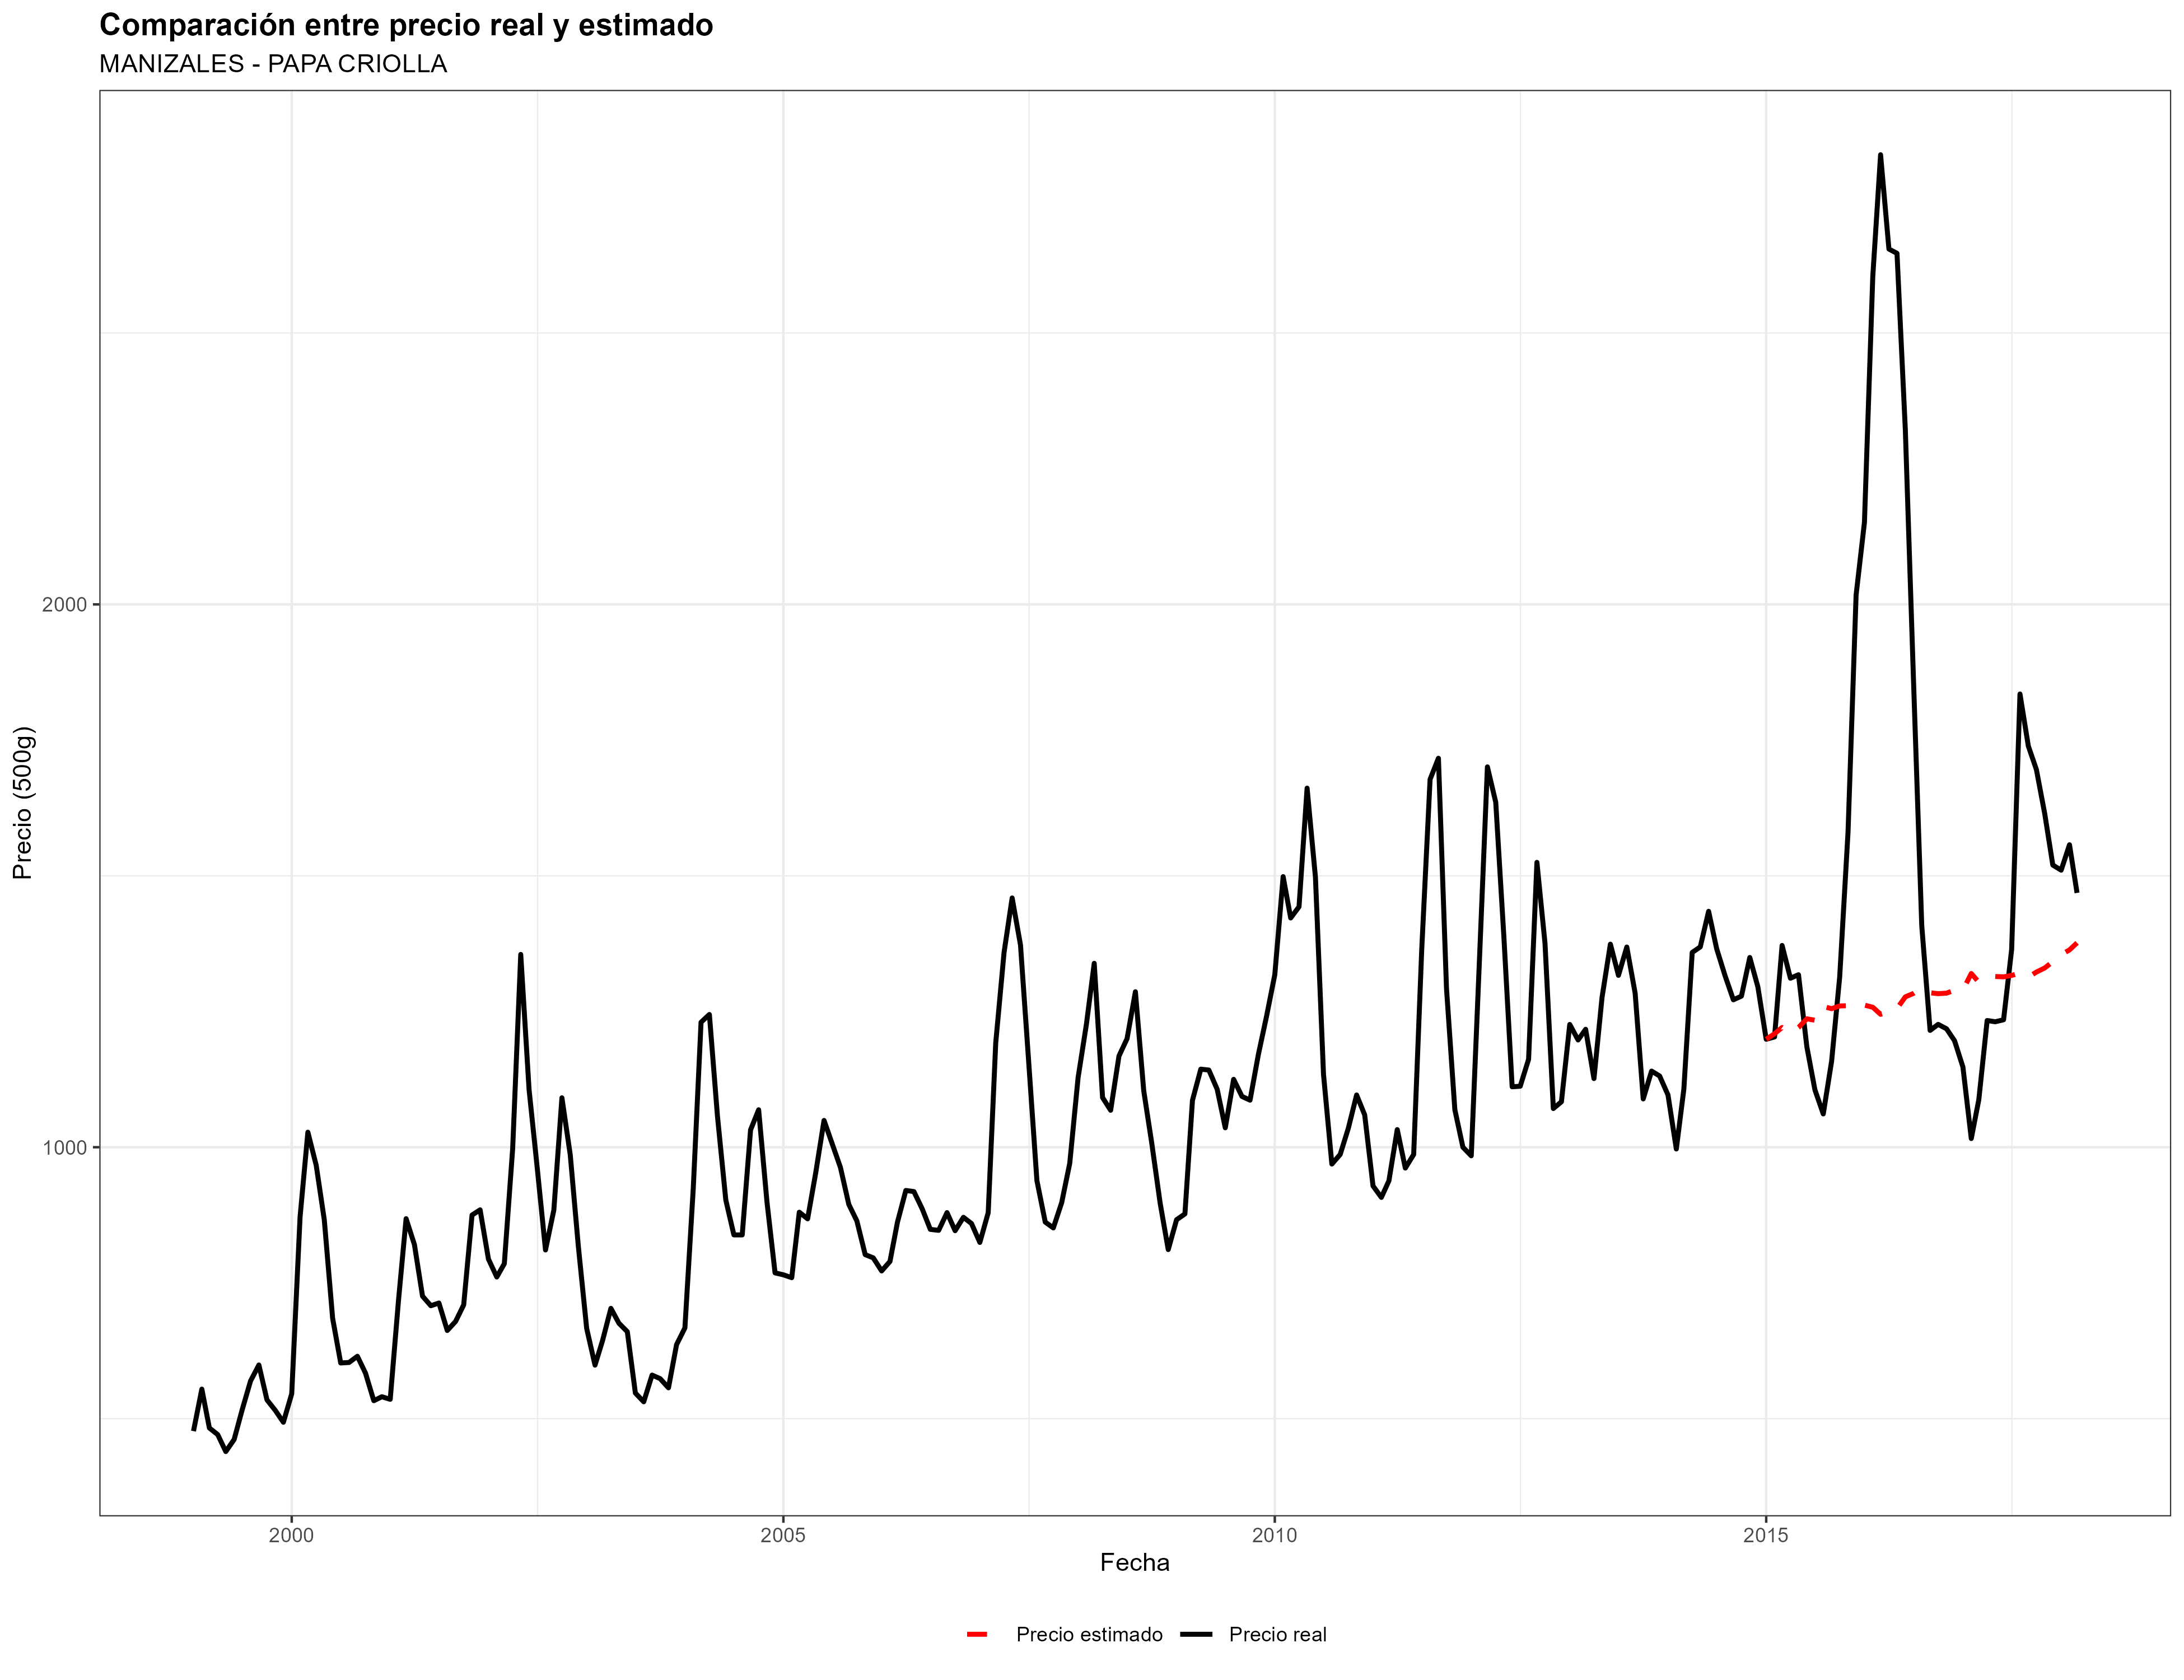 Comparación entre precio real y estimado
MANIZALES - PAPA CRIOLLA
Precio (500g)
2000
1000
2000 2005 2010 2015
Fecha
Precio estimado Precio real